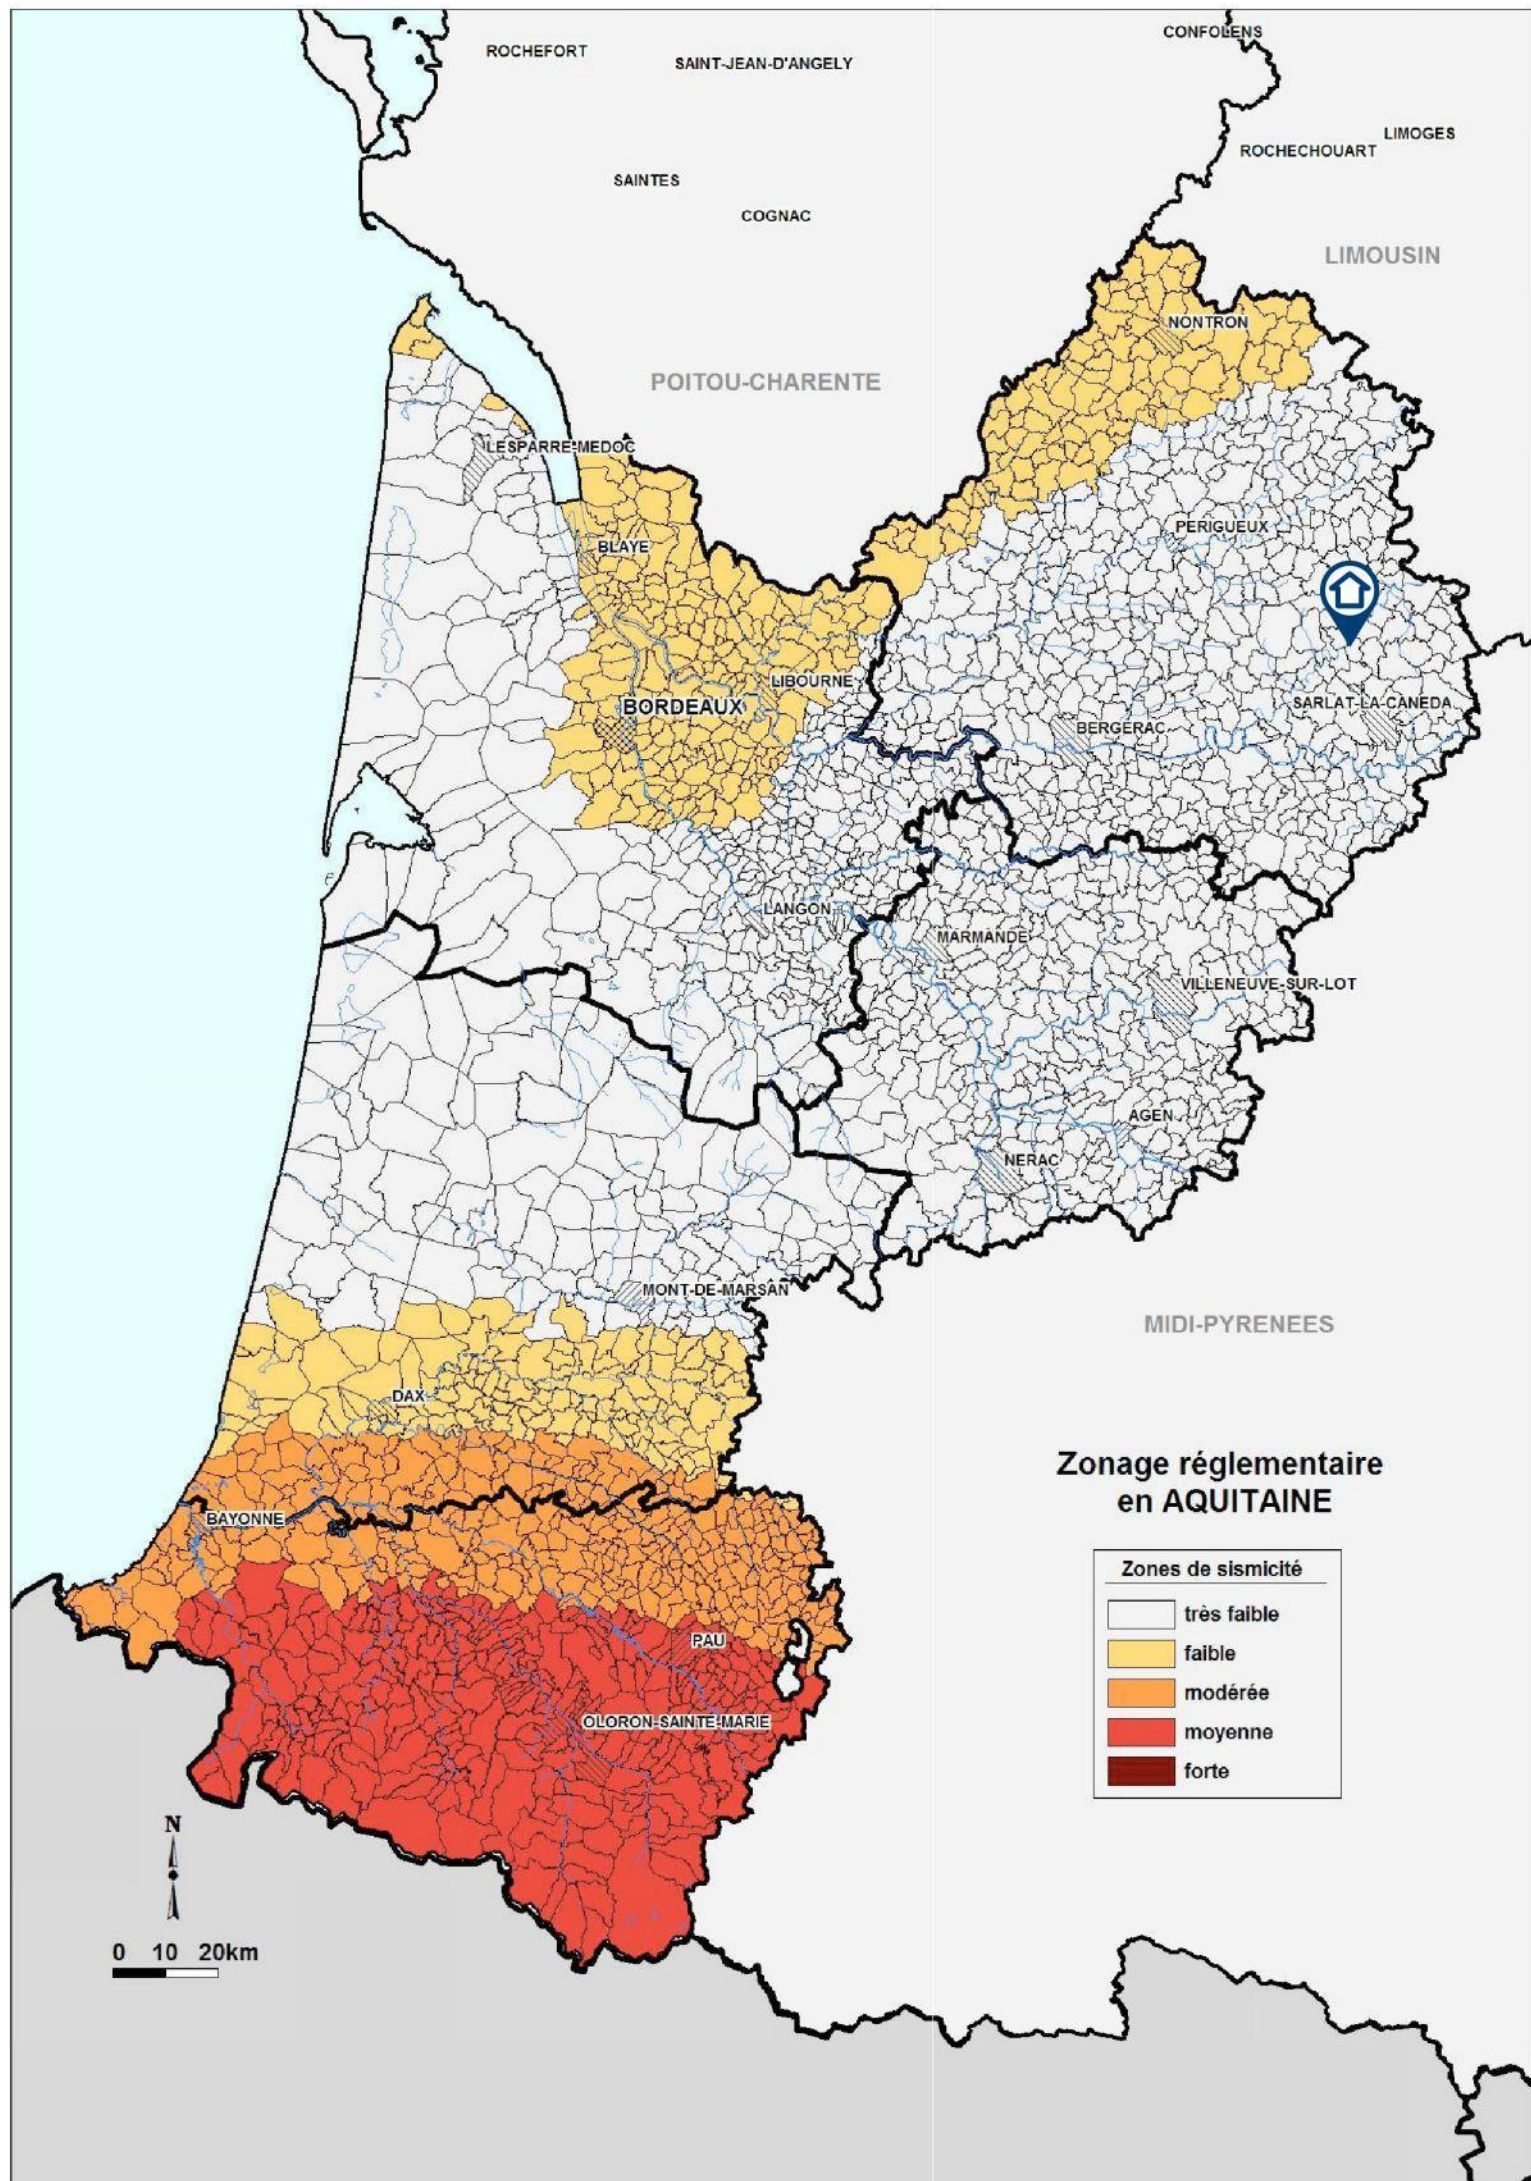 CONFOLENS
ROCHEFORT
SAINT-JEAN-D'ANGELY
LIMOGES
ROCHECHOUART
SAINTES
COGNAC
LIMOUSIN
NONTRON
POITOU-CHARENTE
LESPARRE-MEDOC
PERIGUEUX
BLAYE
LIBOURNE
SARLAT-LA-CANEDA
BORDEAUX
BERGERAC
LANGON
MARMANDE
VILLENEUVE-SUR-LOT
AGEN
NERAC
MONT-DE-MARSAN
MIDI-PYRENEES
DAX
Zonage réglementaire
en AQUITAINE
BAYONNE
Zones de sismicité
très faible
faible
modérée
moyenne
forte
PAU
OLORON-SAINTE-MARIE
N
0 10 20km